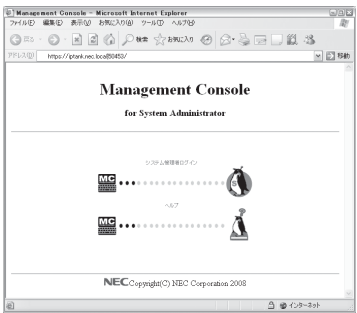 Management Console - Microsoft Internet Explorer
ファイル(F) 編集(E) 表示(V) お気に入り(A) ツール(T) ヘルプ(H)
戻る 検索 お気に入り
アドレス(D) https://iptank.nec.local:50453/ 移動
Management Console
for System Administrator
システム管理者ログイン
MC S
ヘルプ
MC
NEC Copyright(C) NEC Corporation 2008
インターネット